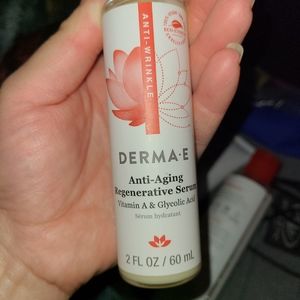 ANTI-WRINKLE
DERMA·E
Anti-Aging
Regenerative Serum
Vitamin A & Glycolic Acid
Sérum hydratant
2 FL OZ / 60 mL